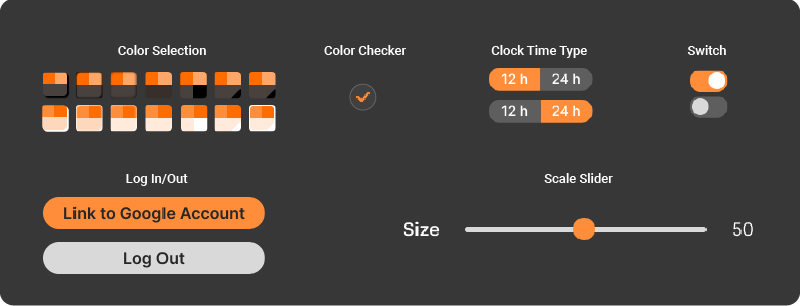 Color Selection
Color Checker
Clock Time Type
Switch
12 h 24 h
12 h 24 h
Log In/Out
Scale Slider
Link to Google Account
Size 50
Log Out